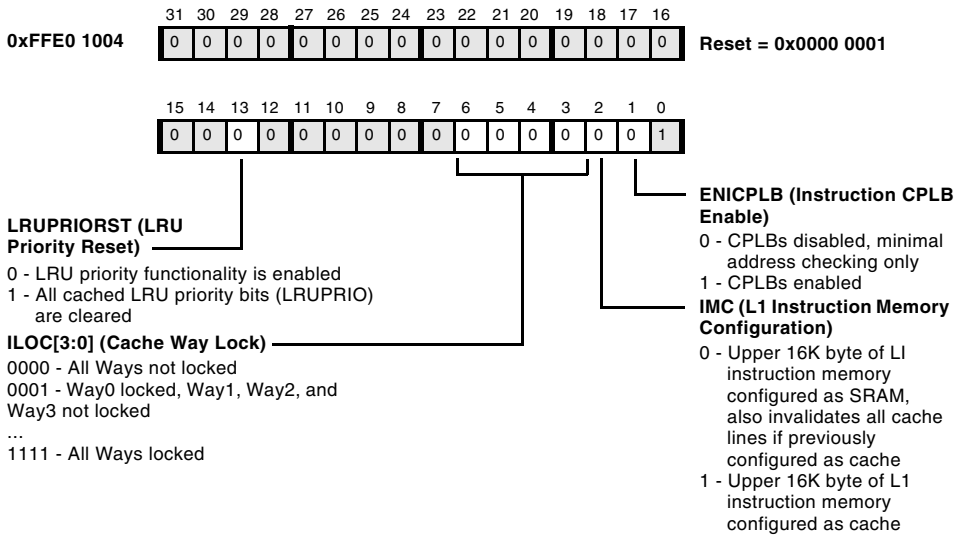 31 30 29 28 27 26 25 24 23 22 21 20 19 18 17 16
0xFFE0 1004 0 0 0 0 0 0 0 0 0 0 0 0 0 0 0 0 Reset = 0x0000 0001
15 14 13 12 11 10 9 8 7 6 5 4 3 2 1 0
0 0 0 0 0 0 0 0 0 0 0 0 0 0 0 1
LRUPRIORST (LRU
Priority Reset)
0 - LRU priority functionality is enabled
1 - All cached LRU priority bits (LRUPRIO)
are cleared
ILOC[3:0] (Cache Way Lock)
0000 - All Ways not locked
0001 - Way0 locked, Way1, Way2, and
Way3 not locked
...
1111 - All Ways locked
ENICPLB (Instruction CPLB
Enable)
0 - CPLBs disabled, minimal
address checking only
1 - CPLBs enabled
IMC (L1 Instruction Memory
Configuration)
0 - Upper 16K byte of LI
instruction memory
configured as SRAM,
also invalidates all cache
lines if previously
configured as cache
1 - Upper 16K byte of L1
instruction memory
configured as cache